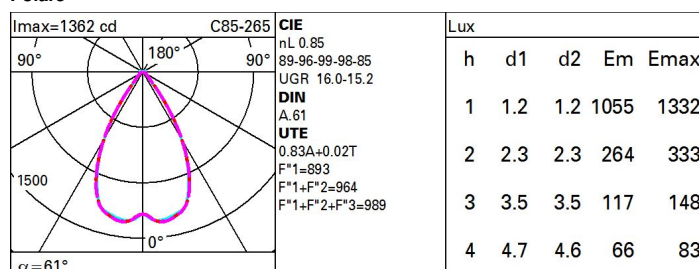 Imax=1362 cd C85-265
90° 180° 90°
1500
0°
α=61°
CIE
nL 0.85
89-96-99-98-85
UGR 16.0-15.2
DIN
A.61
UTE
0.83A+0.02T
F"1=893
F"1+F"2=964
F"1+F"2+F"3=989
Lux
h d1 d2 Em Emax
1 1.2 1.2 1055 1332
2 2.3 2.3 264 333
3 3.5 3.5 117 148
4 4.7 4.6 66 83